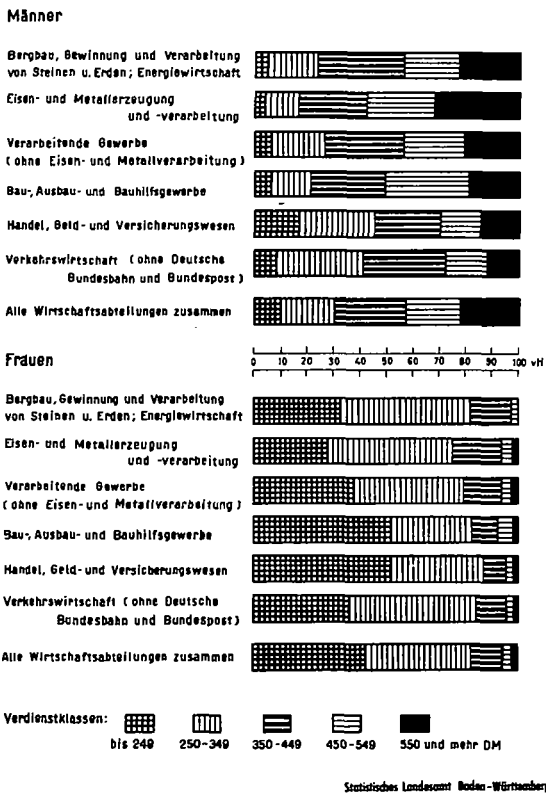 Männer
Bergbau, Gewinnung und Verarbeitung
von Steinen u. Erden; Energiewirtschaft
Eisen- und Metallerzeugung
und -verarbeitung
Verarbeitende Gewerbe
(ohne Eisen- und Metallverarbeitung)
Bau-, Ausbau- und Bauhilfsgewerbe
Handel, Geld- und Versicherungswesen
Verkehrswirtschaft (ohne Deutsche
Bundesbahn und Bundespost)
Alle Wirtschaftsabteilungen zusammen
Frauen
0 10 20 30 40 50 60 70 80 90 100 vH
Bergbau, Gewinnung und Verarbeitung
von Steinen u. Erden; Energiewirtschaft
Eisen- und Metallerzeugung
und -verarbeitung
Verarbeitende Gewerbe
(ohne Eisen- und Metallverarbeitung)
Bau-, Ausbau- und Bauhilfsgewerbe
Handel, Geld- und Versicherungswesen
Verkehrswirtschaft (ohne Deutsche
Bundesbahn und Bundespost)
Alle Wirtschaftsabteilungen zusammen
Verdienstklassen:
bis 249 250-349 350-449 450-549 550 und mehr DM
Statistisches Landesamt Baden-Württemberg